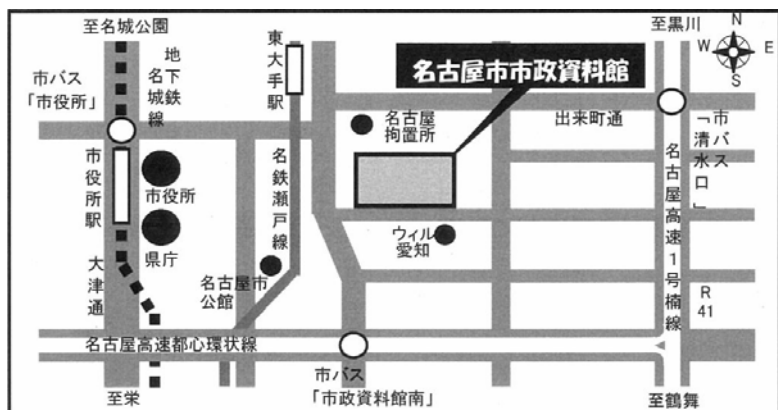 至名城公園
至黒川
N
W E
S
東大手駅
名古屋市市政資料館
市バス
「市役所」
地下鉄
名城線
名古屋
拘置所
出来町通
市バス
「清水口」
市役所駅
市役所
名鉄瀬戸線
名古屋高速1号楠線
県庁
ウィル
愛知
大津通
名古屋市
公館
R
41
名古屋高速都心環状線
市バス
「市政資料館南」
至栄
至鶴舞